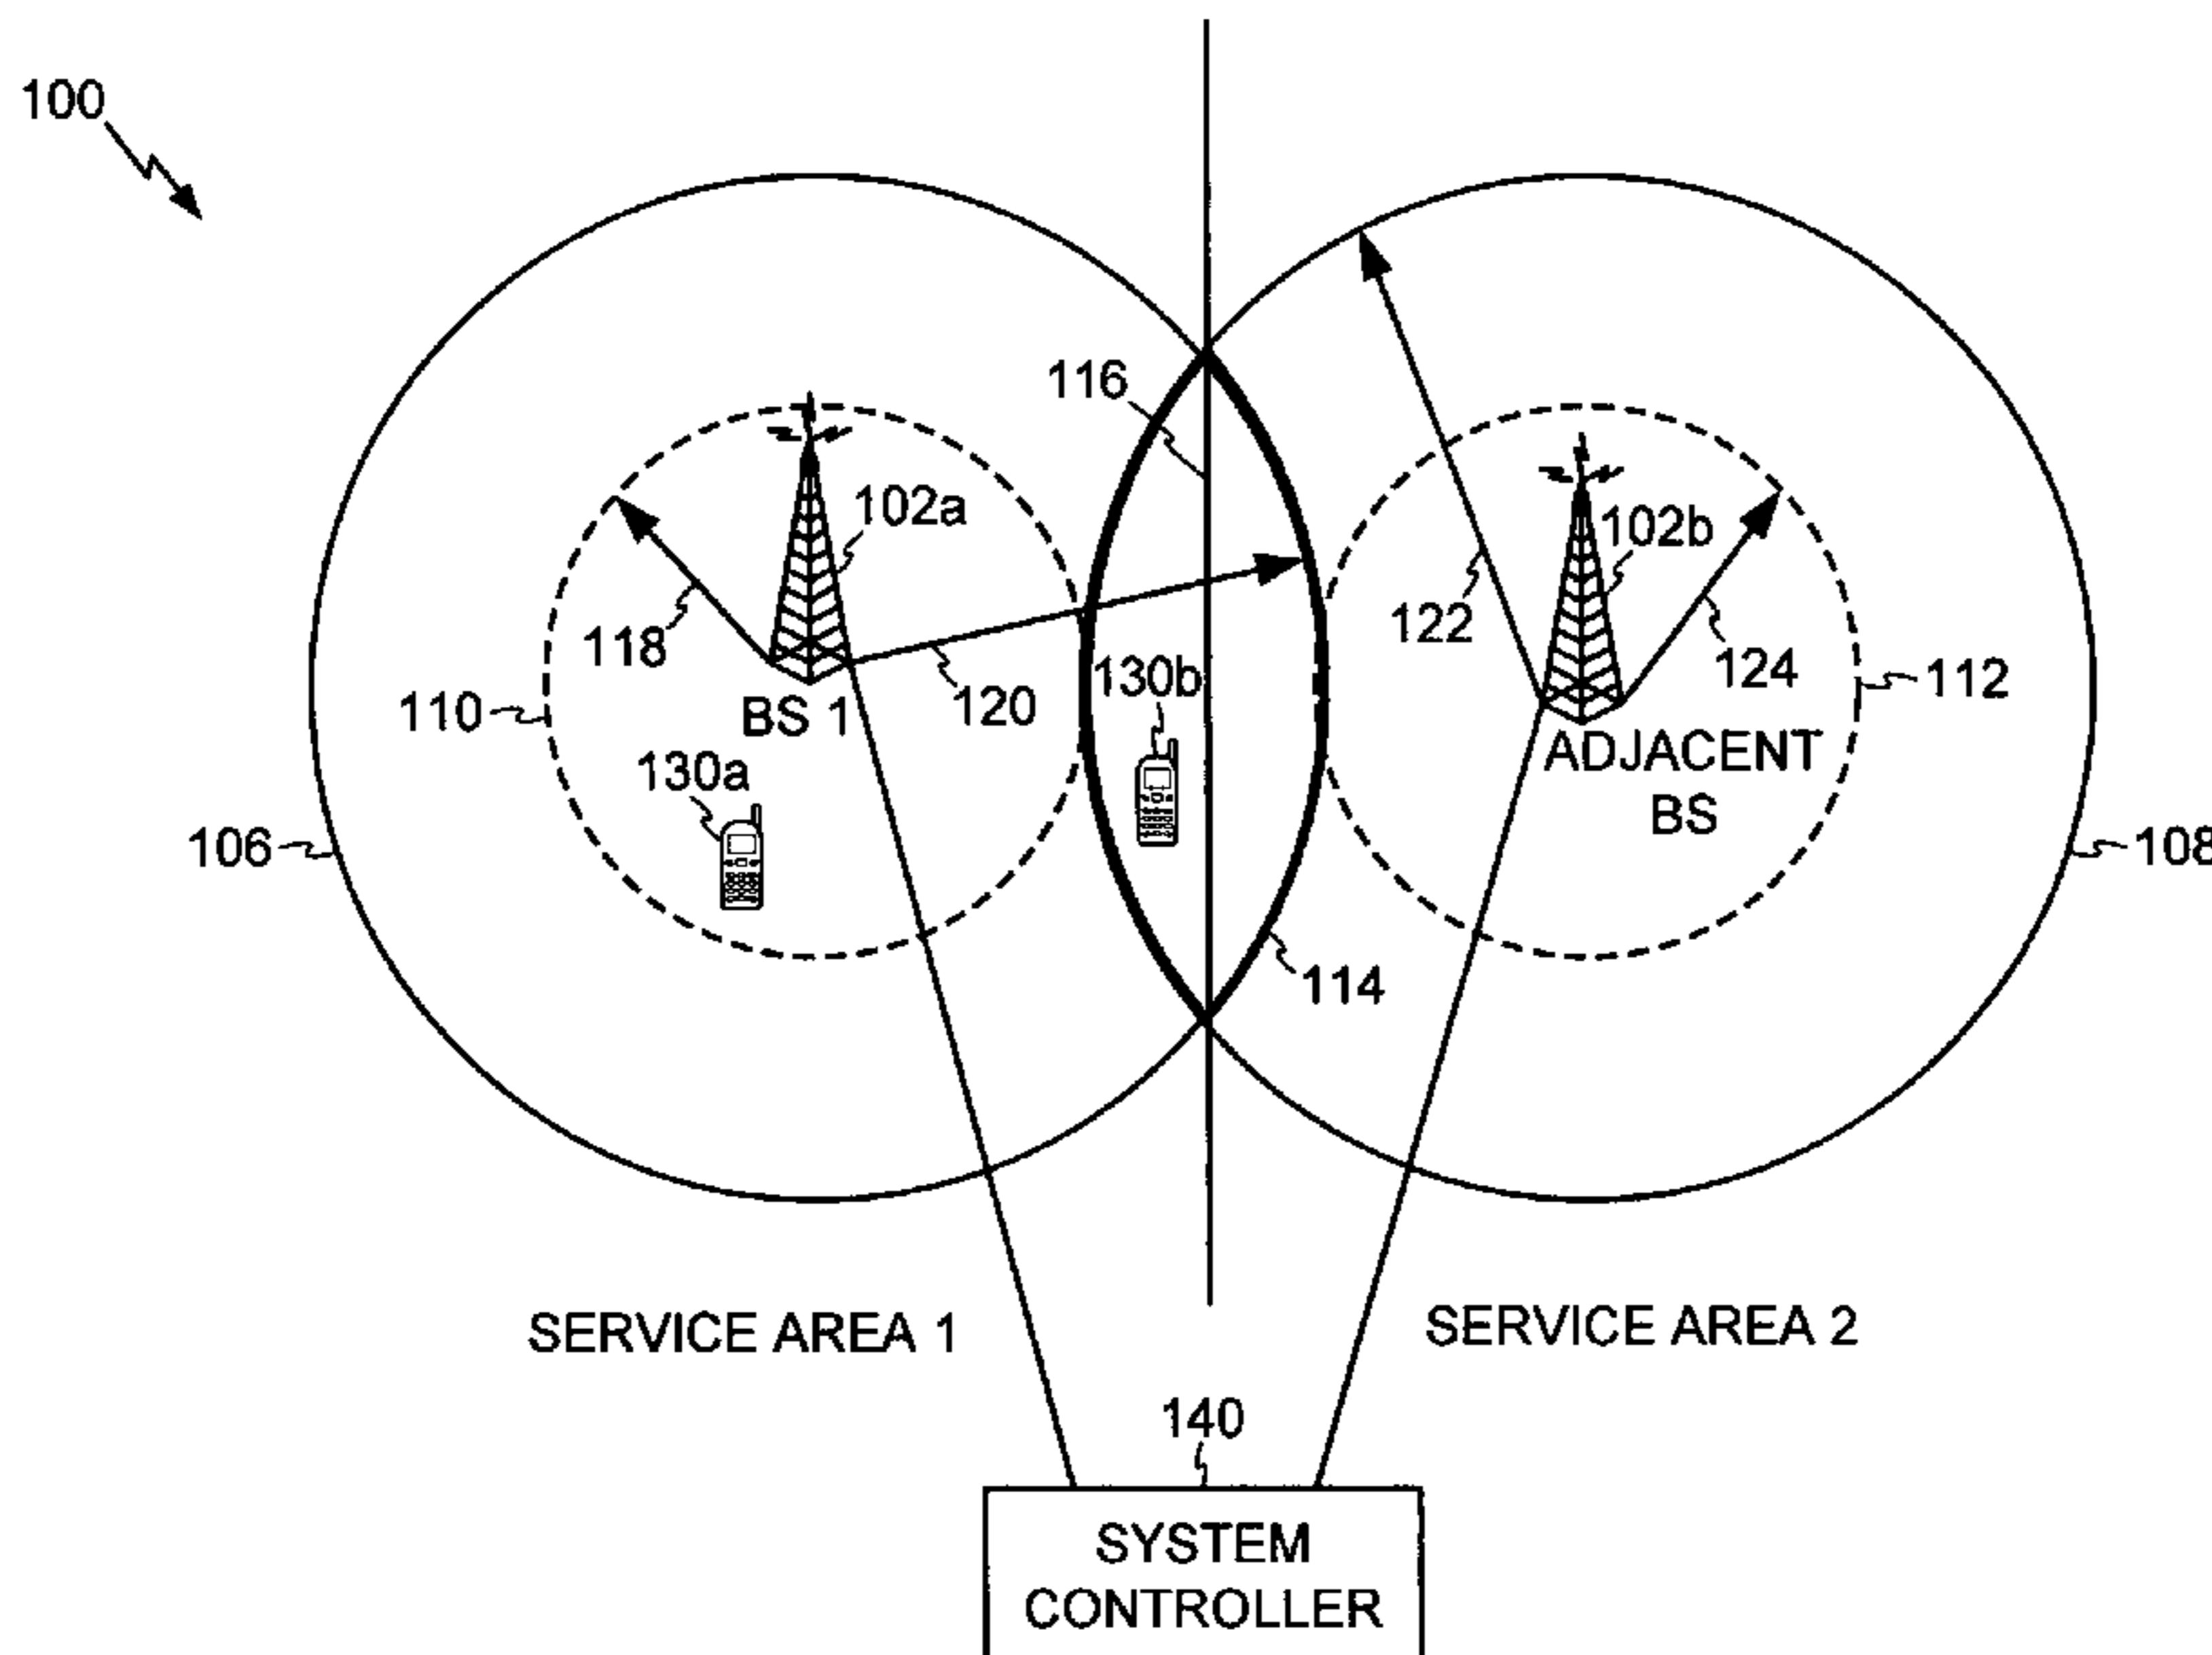 100
116
102a
102b
118
122
124
130b
120
110
BS 1
112
ADJACENT
BS
130a
106
108
114
SERVICE AREA 1
SERVICE AREA 2
140
SYSTEM
CONTROLLER